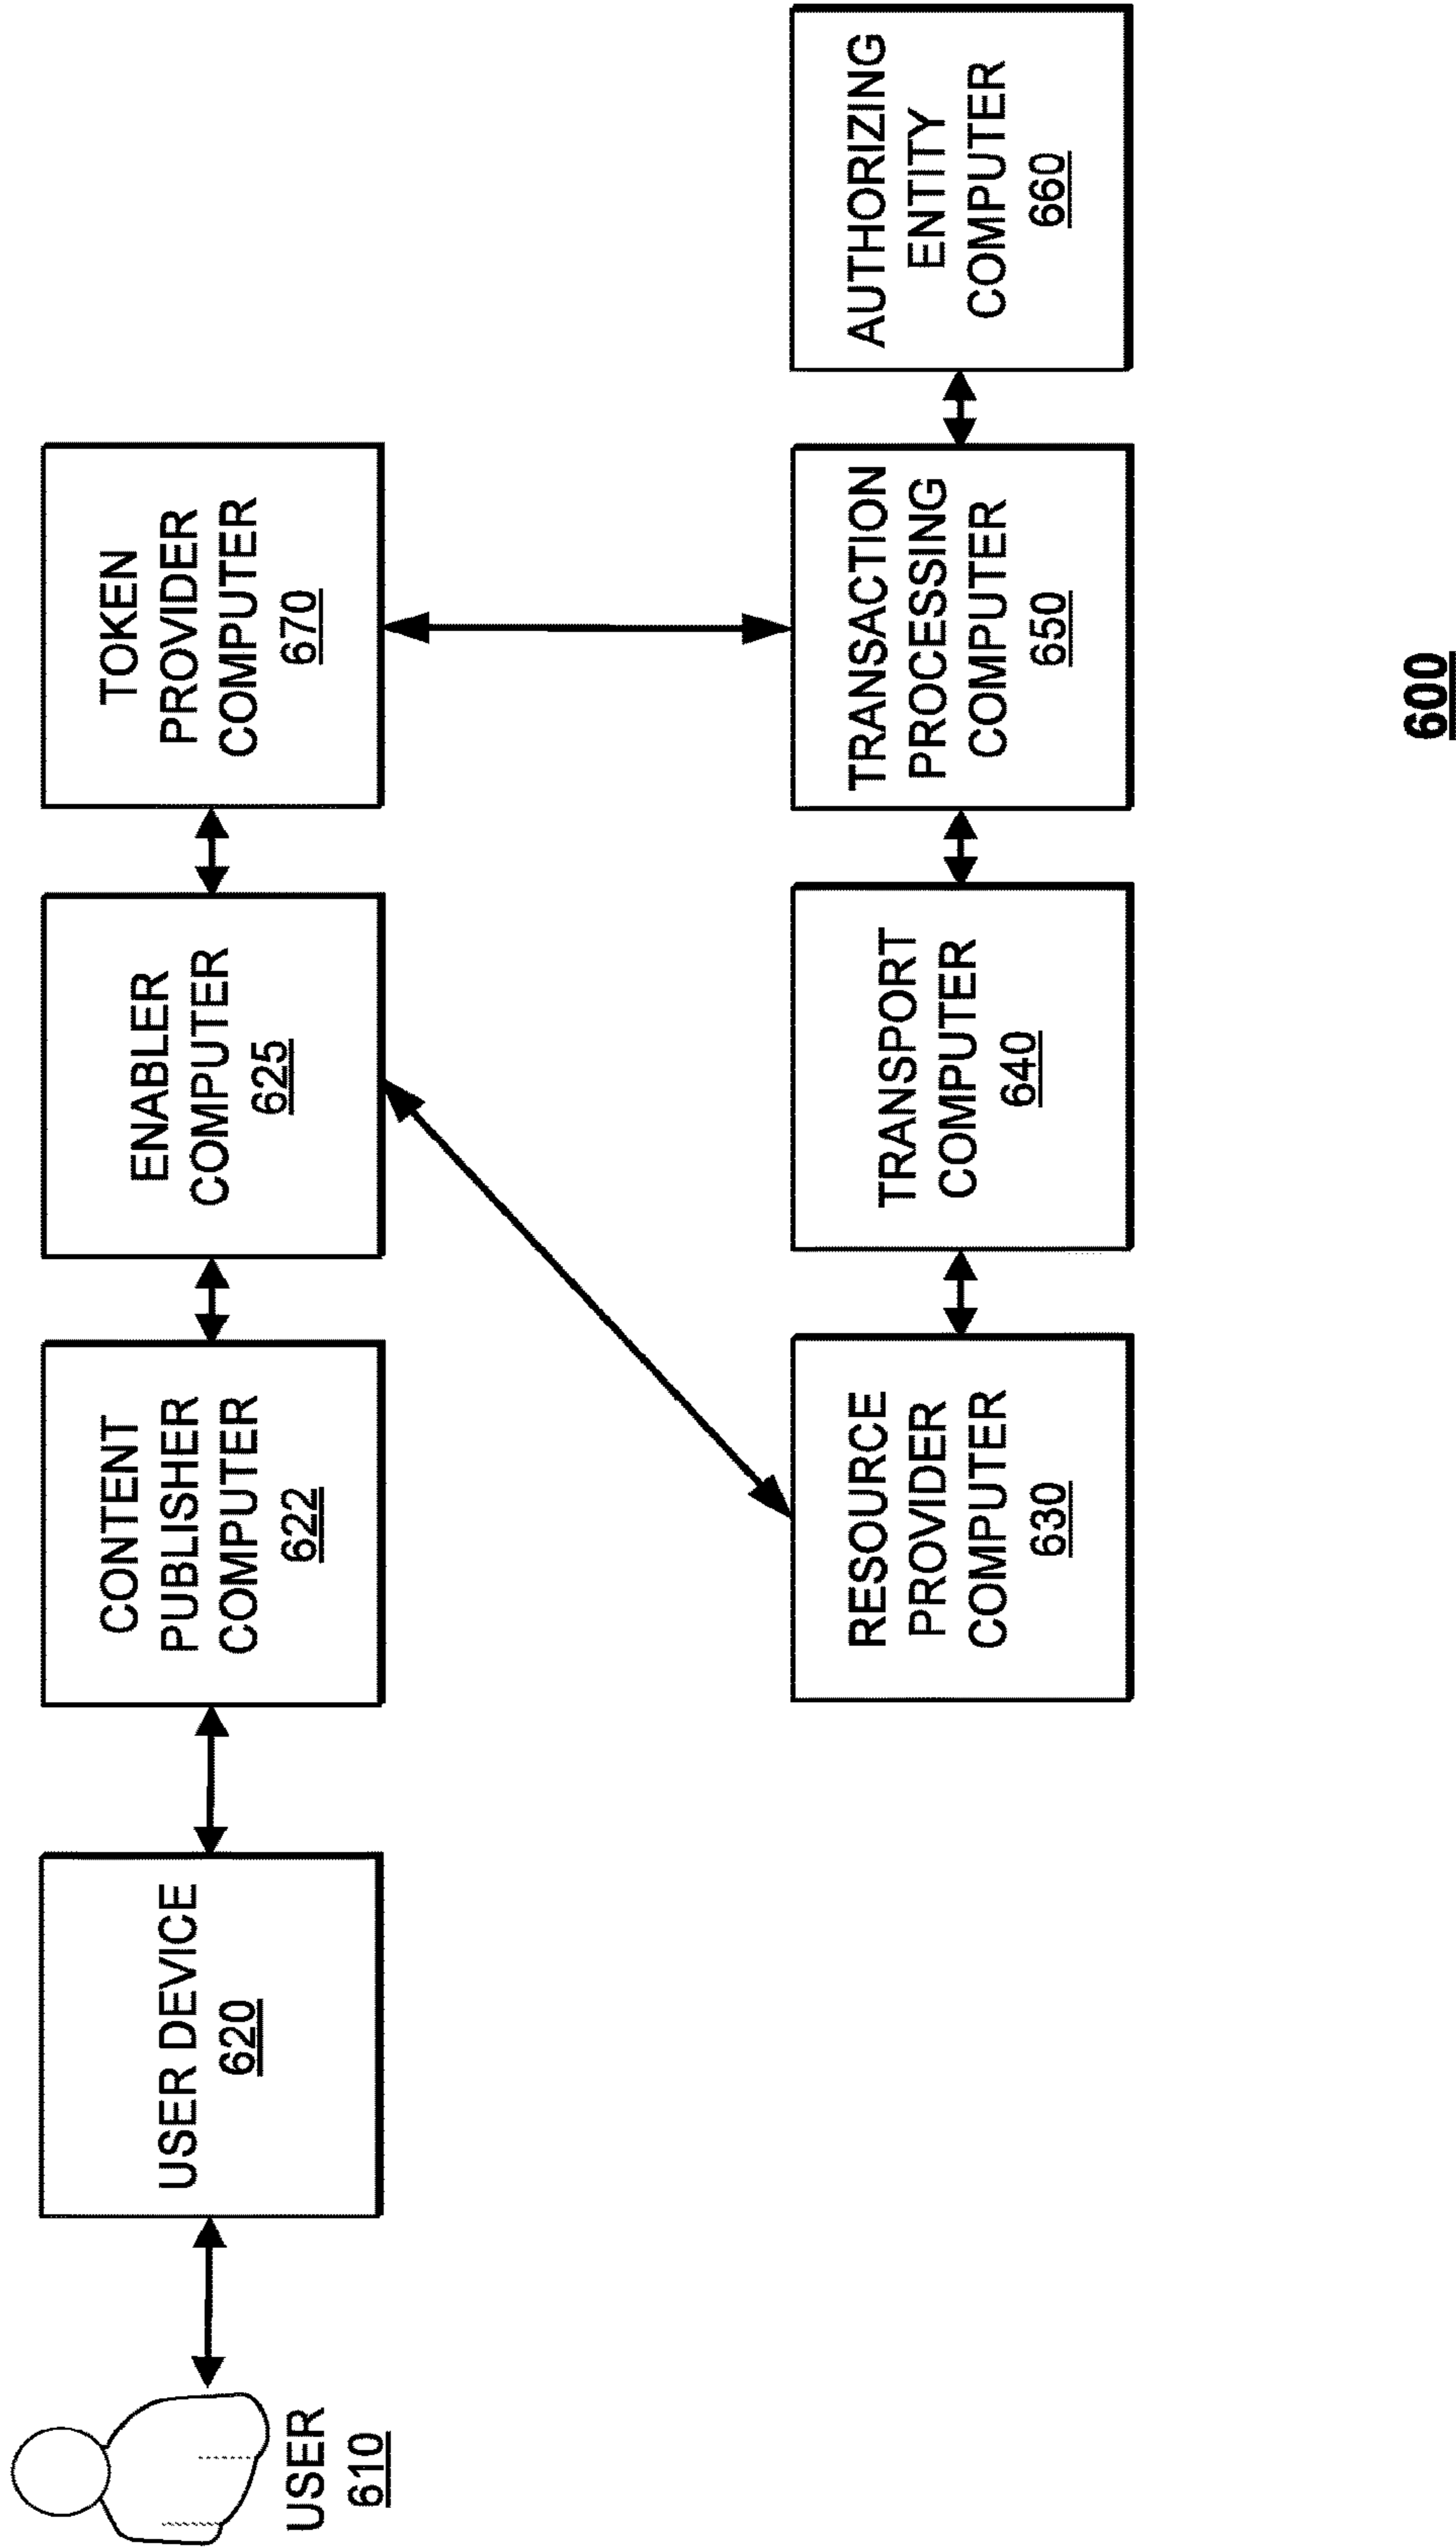 USER
610
USER DEVICE
620
CONTENT
PUBLISHER
COMPUTER
622
ENABLER
COMPUTER
625
TOKEN
PROVIDER
COMPUTER
670
RESOURCE
PROVIDER
COMPUTER
630
TRANSPORT
COMPUTER
640
TRANSACTION
PROCESSING
COMPUTER
650
AUTHORIZING
ENTITY
COMPUTER
660
600